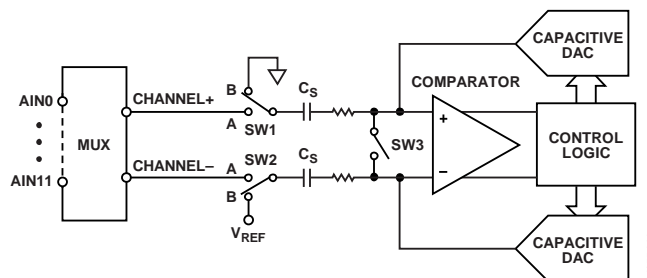 CAPACITIVE
DAC
B
C_S
COMPARATOR
AIN0
CHANNEL+
A
SW1
+
MUX
SW3
CONTROL
LOGIC
CHANNEL–
A
SW2
C_S
–
AIN11
B
V_REF
CAPACITIVE
DAC